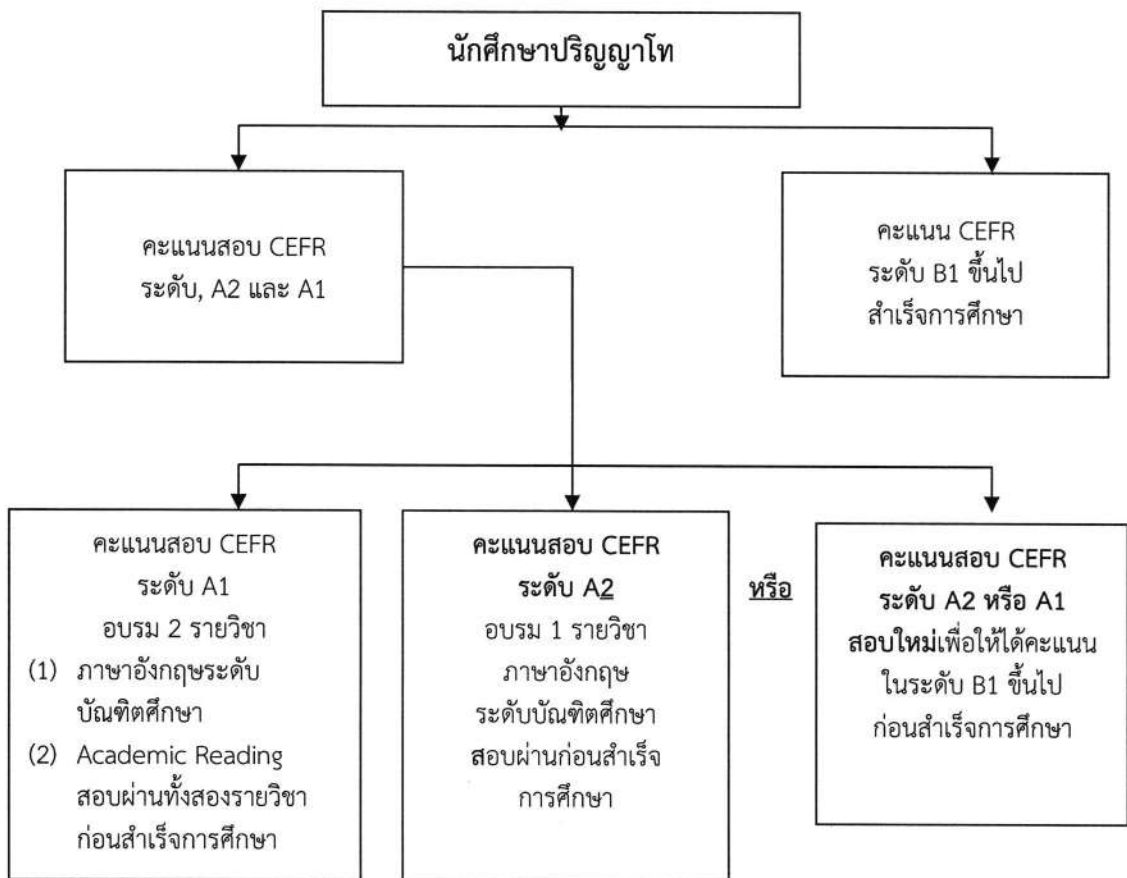 นักศึกษาปริญญาโท
คะแนนสอบ CEFR
ระดับ, A2 และ A1
คะแนน CEFR
ระดับ B1 ขึ้นไป
สำเร็จการศึกษา
คะแนนสอบ CEFR
ระดับ A1
อบรม 2 รายวิชา
(1) ภาษาอังกฤษระดับ
บัณฑิตศึกษา
(2) Academic Reading
สอบผ่านทั้งสองรายวิชา
ก่อนสำเร็จการศึกษา
คะแนนสอบ CEFR
ระดับ A2
อบรม 1 รายวิชา
ภาษาอังกฤษ
ระดับบัณฑิตศึกษา
สอบผ่านก่อนสำเร็จ
การศึกษา
หรือ
คะแนนสอบ CEFR
ระดับ A2 หรือ A1
สอบใหม่เพื่อให้ได้คะแนน
ในระดับ B1 ขึ้นไป
ก่อนสำเร็จการศึกษา